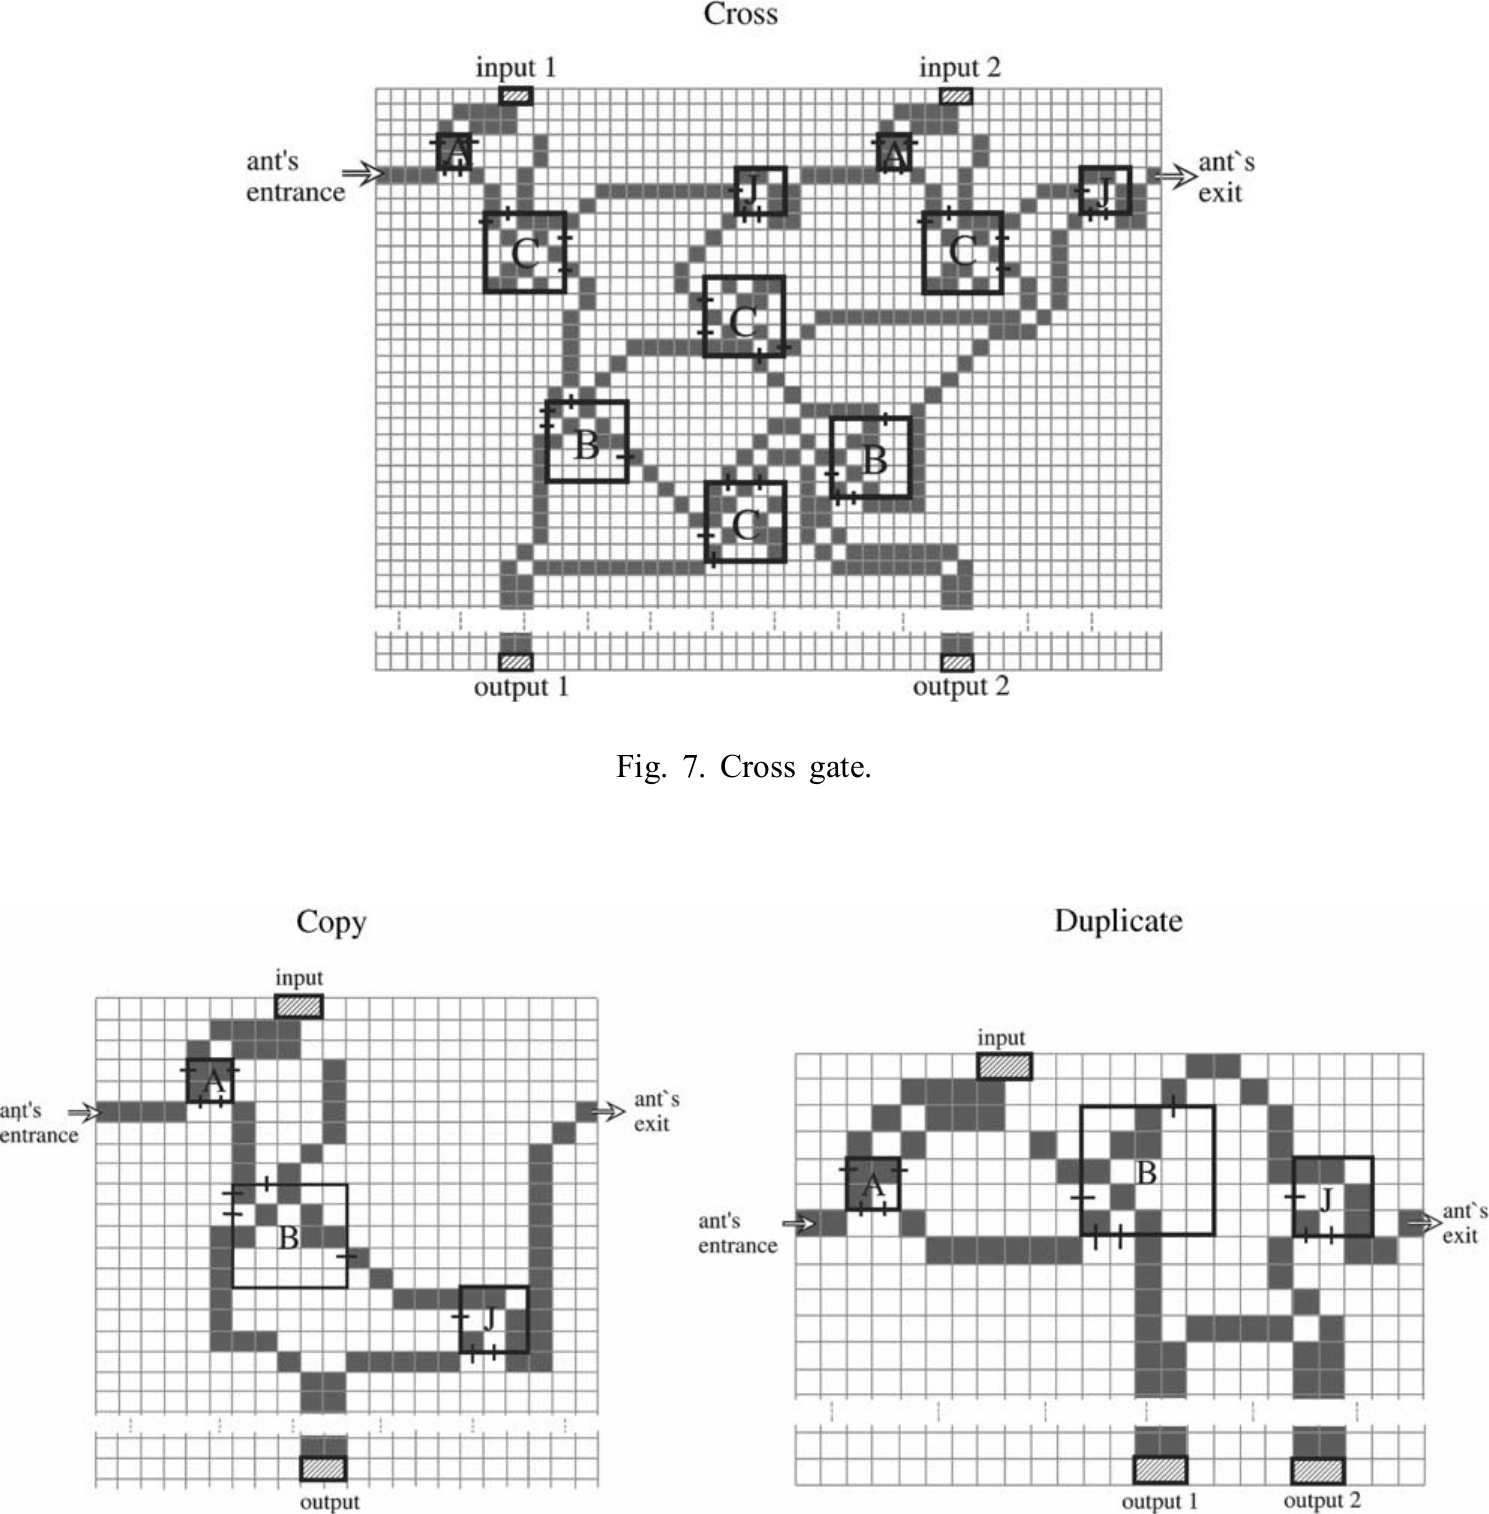 Cross
input 1
input 2
ant's
entrance
A
A
ant`s
exit
J
J
C
C
C
B
B
C
output 1
output 2
Fig. 7. Cross gate.
Copy
input
A
ant's
entrance
ant`s
exit
B
J
output
Duplicate
input
B
A
J
ant's
entrance
ant`s
exit
output 1
output 2